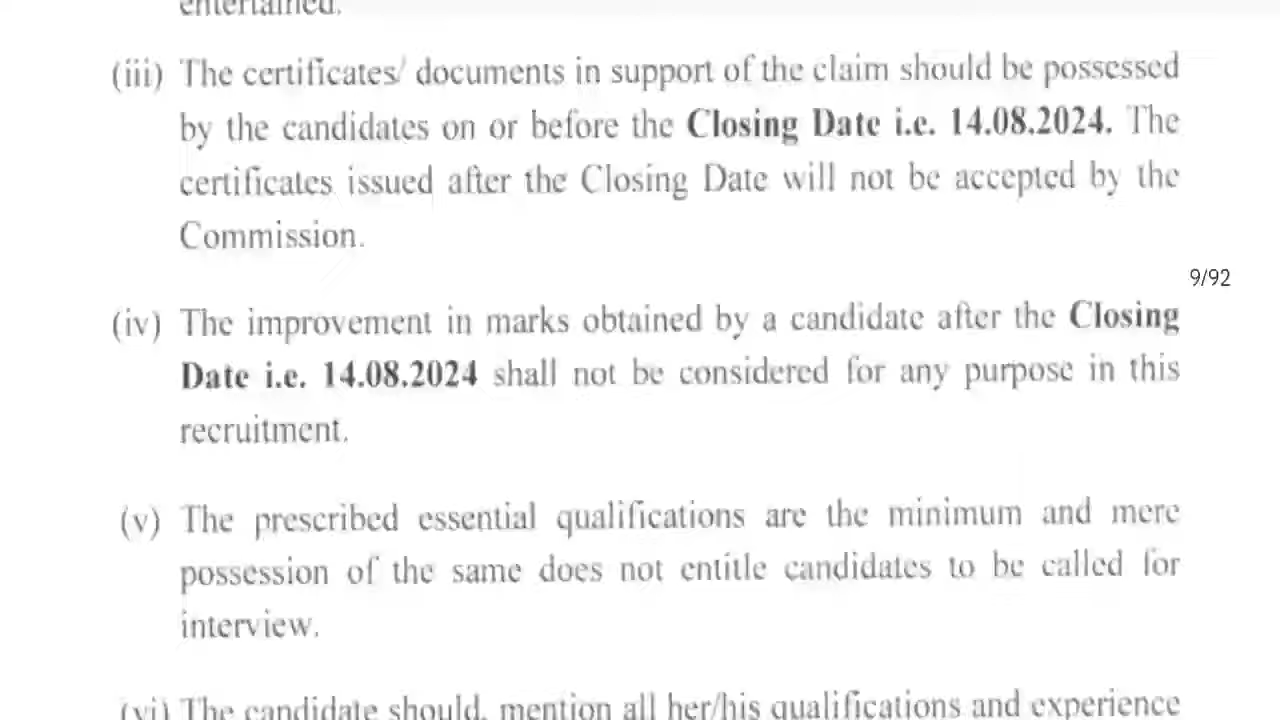 entertained.
(iii) The certificates/ documents in support of the claim should be possessed
by the candidates on or before the Closing Date i.e. 14.08.2024. The
certificates issued after the Closing Date will not be accepted by the
Commission.
9/92
(iv) The improvement in marks obtained by a candidate after the Closing
Date i.e. 14.08.2024 shall not be considered for any purpose in this
recruitment.
(v) The prescribed essential qualifications are the minimum and mere
possession of the same does not entitle candidates to be called for
interview.
(vi) The candidate should, mention all her/his qualifications and experience